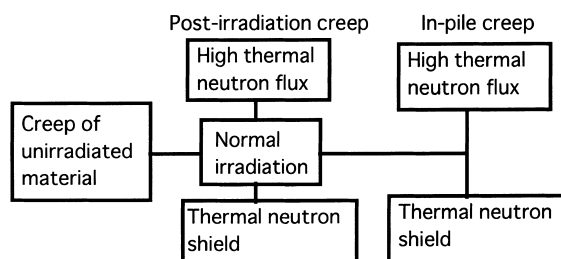 Post-irradiation creep
In-pile creep
High thermal
neutron flux
High thermal
neutron flux
Creep of
unirradiated
material
Normal
irradiation
Thermal neutron
shield
Thermal neutron
shield